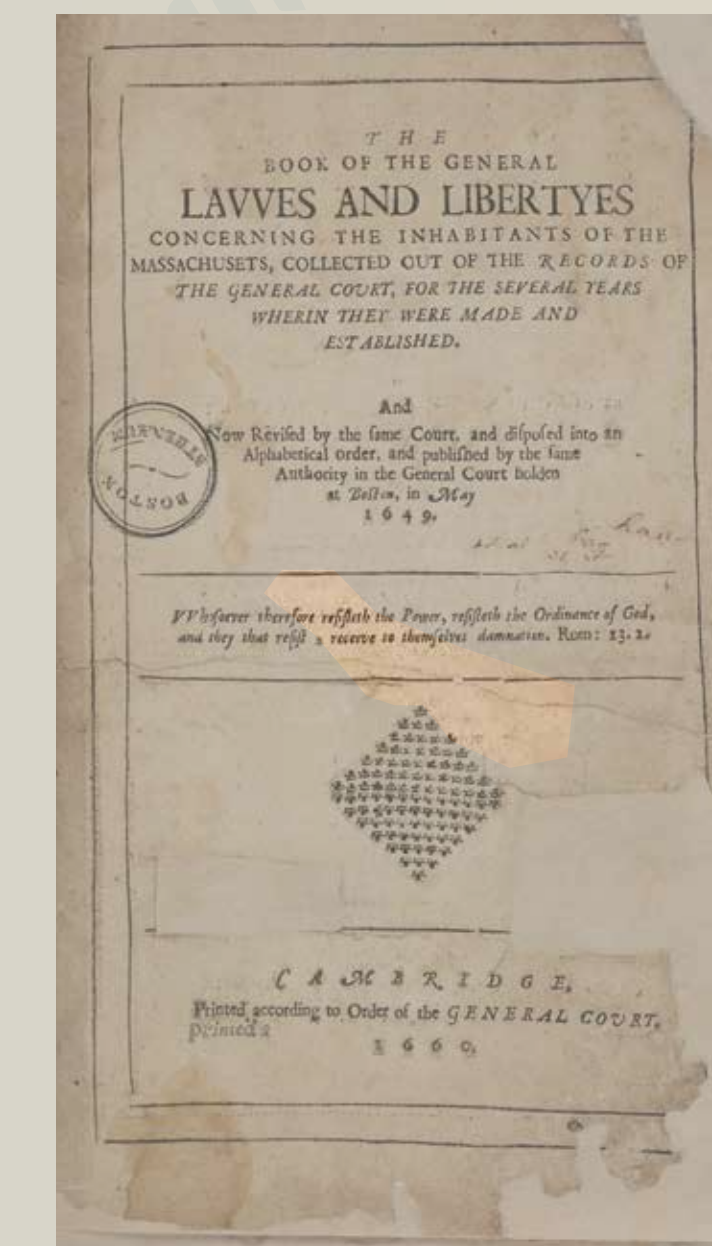 THE
BOOK OF THE GENERAL
LAVVES AND LIBERTYES
CONCERNING THE INHABITANTS OF THE
MASSACHUSETS, COLLECTED OUT OF THE RECORDS OF
THE GENERAL COURT, FOR THE SEVERAL YEARS
WHERIN THEY WERE MADE AND
ESTABLISHED.
And
Now Revised by the same Court, and disposed into an
Alphabetical order, and published by the same
Authority in the General Court holden
at Boston, in May
1649.
BOSTON ATHENÆUM
VVhosoever therefore resisteth the Power, resisteth the Ordinance of God,
and they that resist, receive to themselves damnation. Rom: 13. 2.
CAMBRIDGE,
Printed according to Order of the GENERAL COURT.
printed a
1660.